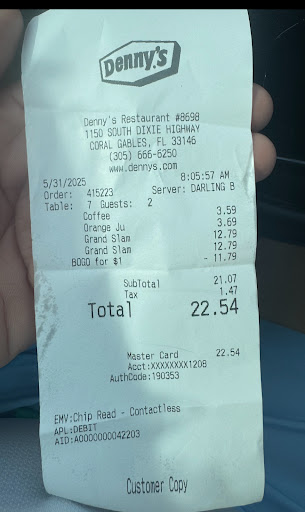 Denny's
Denny's Restaurant #8698
1150 SOUTH DIXIE HIGHWAY
CORAL GABLES, FL 33146
(305) 666-6250
www.dennys.com
5/31/2025 8:05:57 AM
Order: 415223 Server: DARLING B
Table: 7 Guests: 2
Coffee 3.59
Orange Ju 3.69
Grand Slam 12.79
Grand Slam 12.79
BOGO for $1 - 11.79
SubTotal 21.07
Tax 1.47
Total 22.54
Master Card 22.54
Acct:XXXXXXXX1208
AuthCode:190353
EMV:Chip Read - Contactless
APL:DEBIT
AID:A0000000042203
Customer Copy